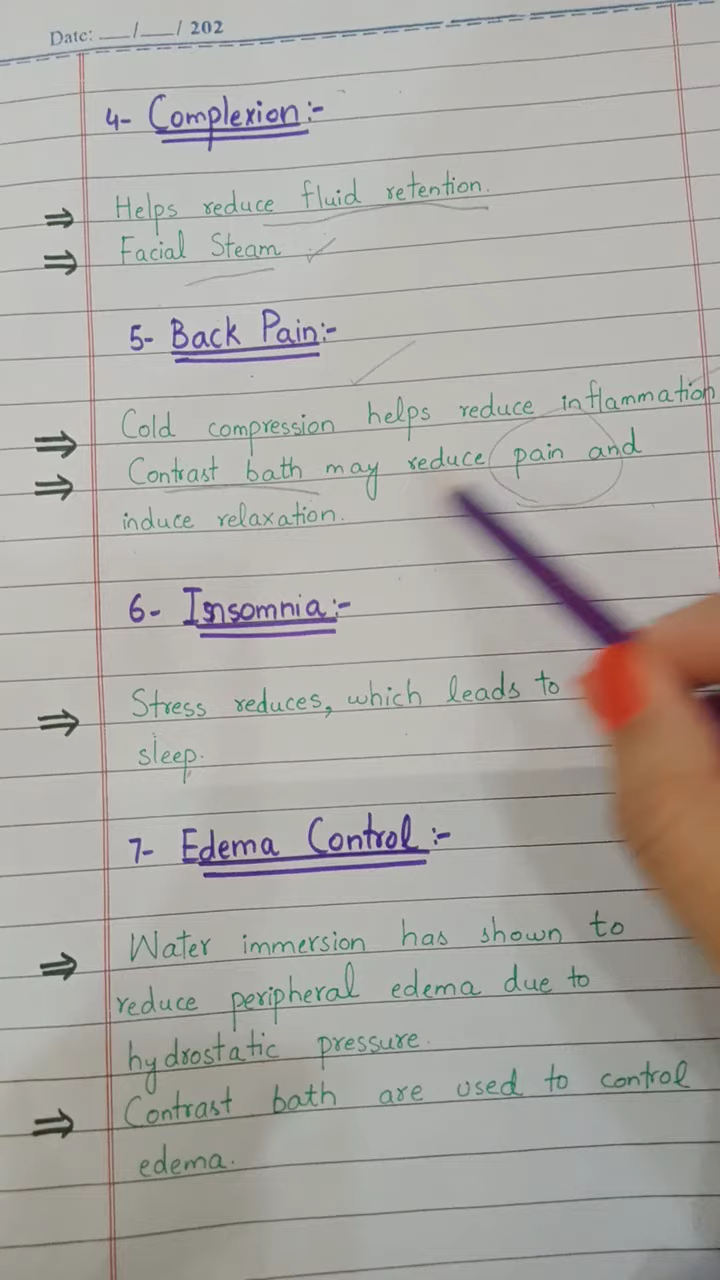 Date: __/__/ 202
4- Complexion:-
⇒ Helps reduce fluid retention.
⇒ Facial Steam ✓
5- Back Pain:-
⇒ Cold compression helps reduce inflammation
⇒ Contrast bath may reduce pain and
induce relaxation.
6- Insomnia:-
⇒ Stress reduces, which leads to
sleep.
7- Edema Control:-
⇒ Water immersion has shown to
reduce peripheral edema due to
hydrostatic pressure.
⇒ Contrast bath are used to control
edema.